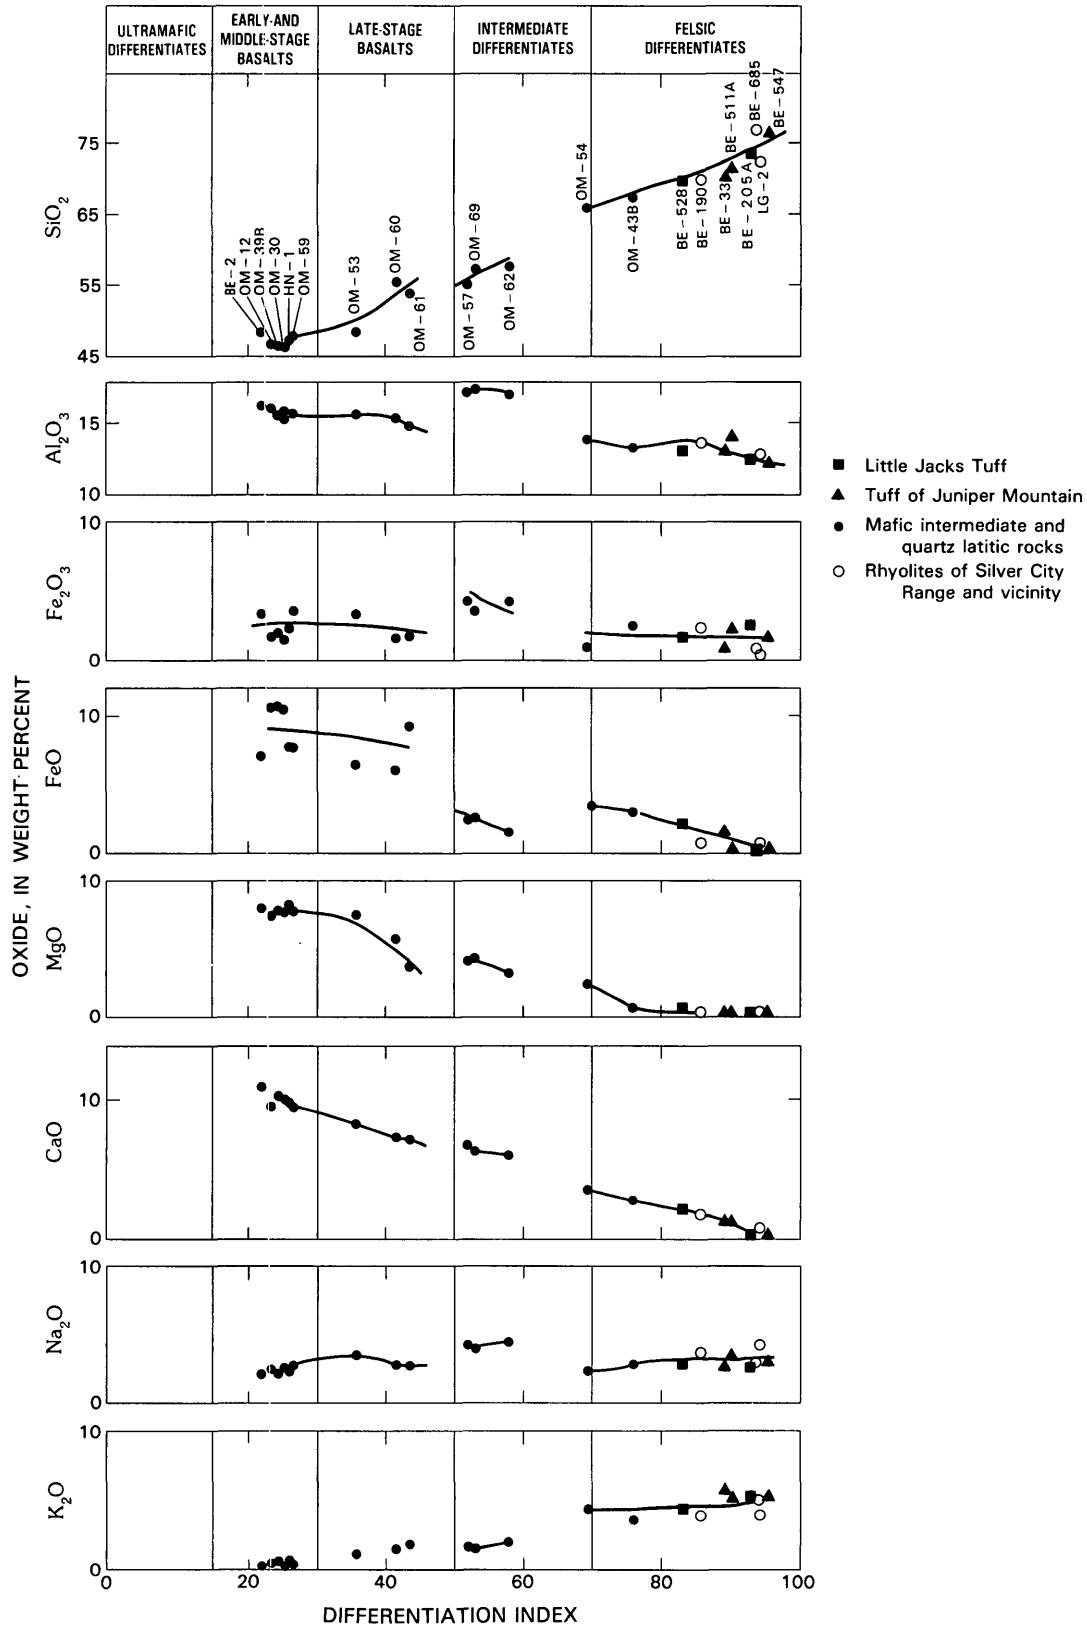 ULTRAMAFIC
DIFFERENTIATES
EARLY-AND
MIDDLE-STAGE
BASALTS
LATE-STAGE
BASALTS
INTERMEDIATE
DIFFERENTIATES
FELSIC
DIFFERENTIATES
OXIDE, IN WEIGHT PERCENT
SiO2
75
65
55
45
BE-2
OM-12
OM-39R
OM-30
HN-1
OM-59
OM-53
OM-60
OM-61
OM-57
OM-69
OM-62
OM-54
OM-43B
BE-528
BE-190
BE-33
BE-511A
BE-205A
LG-2
BE-685
BE-547
Al2O3
15
10
Little Jacks Tuff
Tuff of Juniper Mountain
Mafic intermediate and
quartz latitic rocks
Rhyolites of Silver City
Range and vicinity
Fe2O3
10
0
FeO
10
0
MgO
10
0
CaO
10
0
Na2O
10
0
K2O
10
0
0
20
40
60
80
100
DIFFERENTIATION INDEX